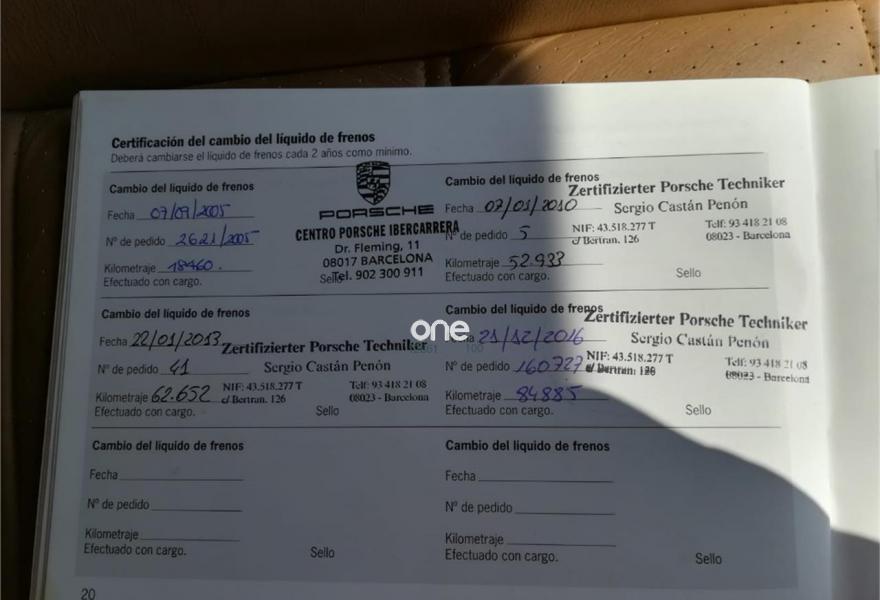 Certificación del cambio del líquido de frenos
Deberá cambiarse el líquido de frenos cada 2 años como mínimo.
Cambio del líquido de frenos
Fecha 07/09/2005
Nº de pedido 2621/2005
Kilometraje 18460.
Efectuado con cargo.
Sello
PORSCHE
CENTRO PORSCHE IBERCARRERA
Dr. Fleming, 11
08017 BARCELONA
Tel. 902 300 911
Cambio del líquido de frenos
Fecha 07/01/2010
Nº de pedido 5
Kilometraje 52.933
Efectuado con cargo.
Sello
Zertifizierter Porsche Techniker
Sergio Castán Penón
NIF: 43.518.277 T Telf: 93 418 21 08
c/ Bertran, 126 08023 - Barcelona
Cambio del líquido de frenos
Fecha 22/01/2013
Nº de pedido 41
Kilometraje 62.652
Efectuado con cargo.
Sello
Zertifizierter Porsche Techniker
Sergio Castán Penón
NIF: 43.518.277 T Telf: 93 418 21 08
c/ Bertran, 126 08023 - Barcelona
one
Cambio del líquido de frenos
21/12/2016
Nº de pedido 160.727
Kilometraje 84885
Efectuado con cargo.
Sello
Zertifizierter Porsche Techniker
Sergio Castán Penón
NIF: 43.518.277 T Telf: 93 418 21 08
c/ Bertran, 126 08023 - Barcelona
Cambio del líquido de frenos
Fecha
Nº de pedido
Kilometraje
Efectuado con cargo.
Sello
Cambio del líquido de frenos
Fecha
Nº de pedido
Kilometraje
Efectuado con cargo.
Sello
20